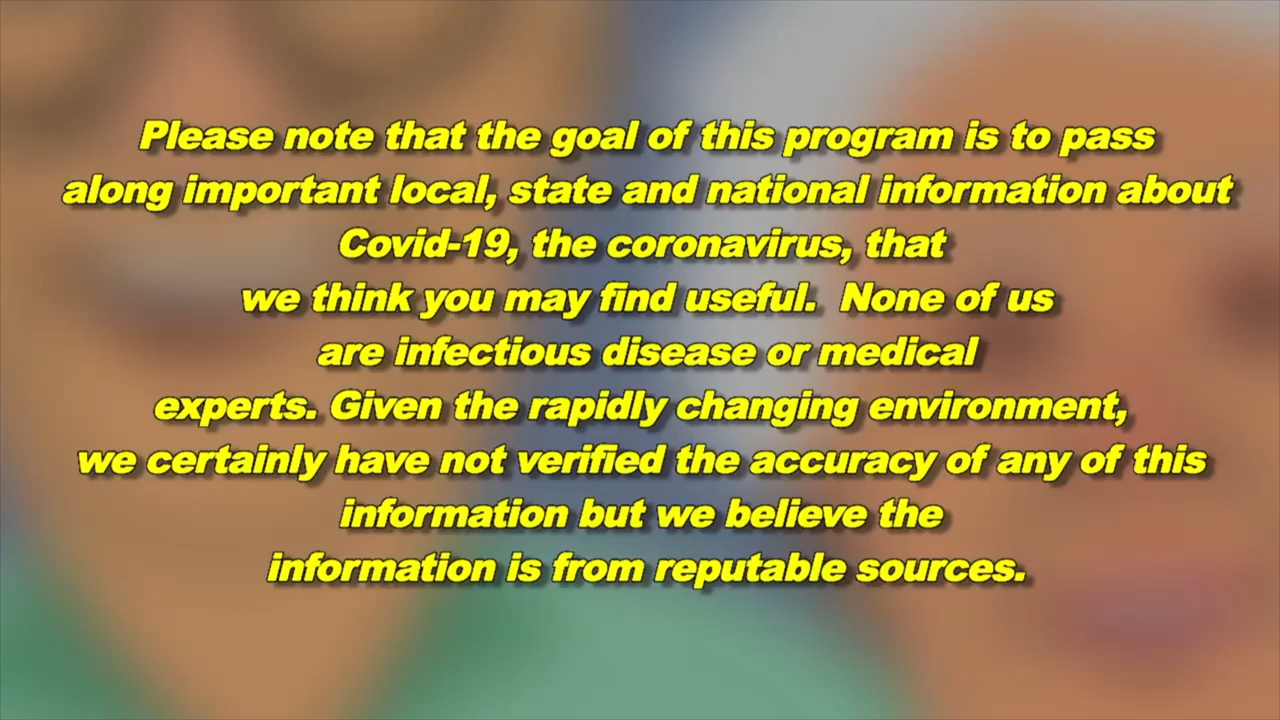 Please note that the goal of this program is to pass
along important local, state and national information about
Covid-19, the coronavirus, that
we think you may find useful.  None of us
are infectious disease or medical
experts. Given the rapidly changing environment,
we certainly have not verified the accuracy of any of this
information but we believe the
information is from reputable sources.